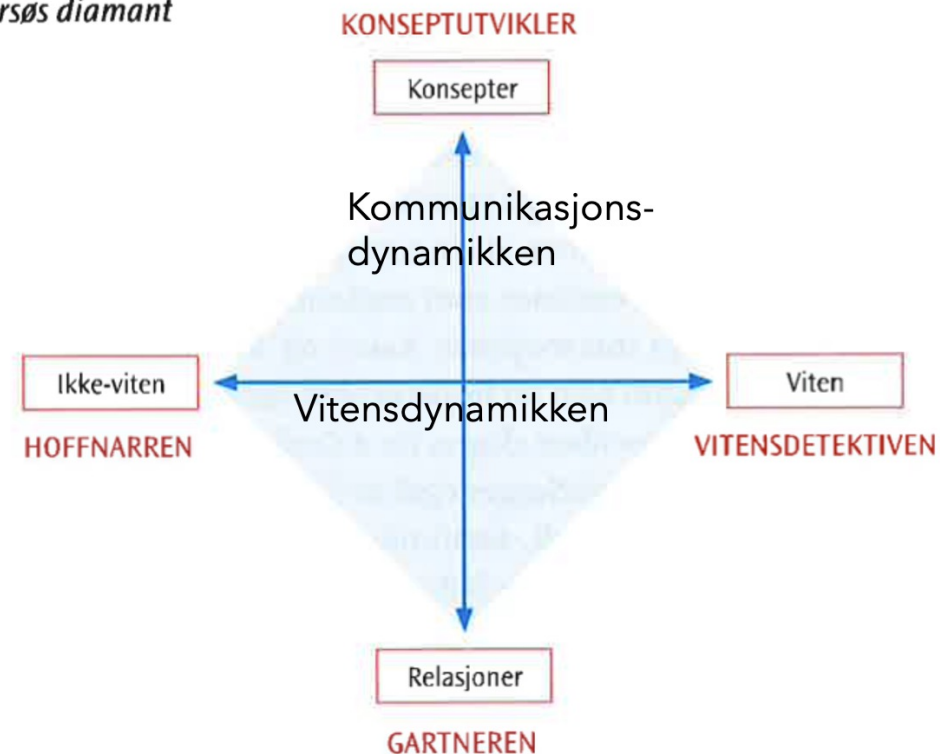 rsøs diamant
KONSEPTUTVIKLER
Konsepter
Kommunikasjons-
dynamikken
Ikke-viten
Viten
Vitensdynamikken
HOFFNARREN
VITENSDETEKTIVEN
Relasjoner
GARTNEREN